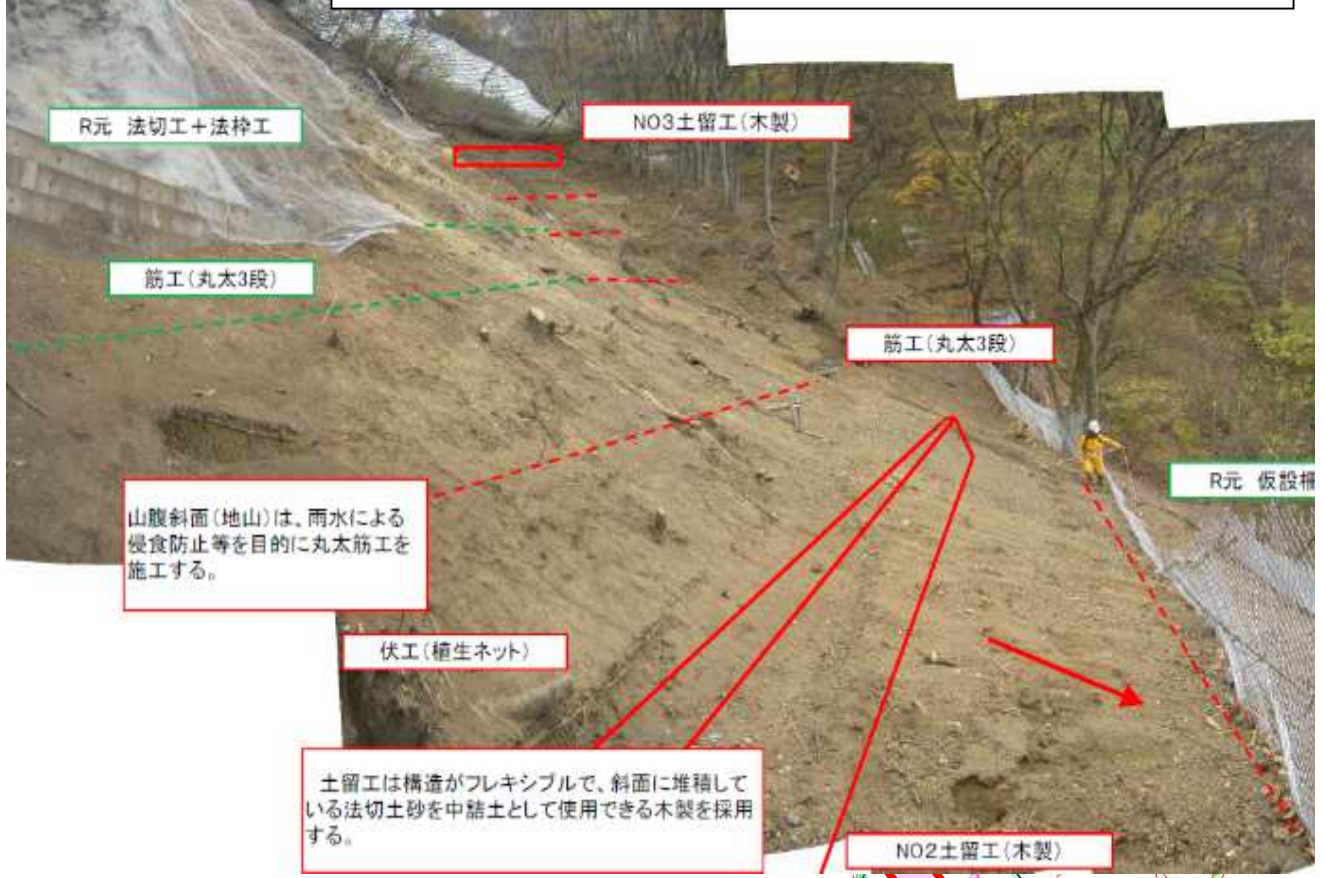 R元 法切工+法枠工
NO3土留工(木製)
筋工(丸太3段)
筋工(丸太3段)
R元 仮設柵
山腹斜面(地山)は、雨水による
侵食防止等を目的に丸太筋工を
施工する。
伏工(植生ネット)
土留工は構造がフレキシブルで、斜面に堆積して
いる法切土砂を中詰土として使用できる木製を採用
する。
NO2土留工(木製)